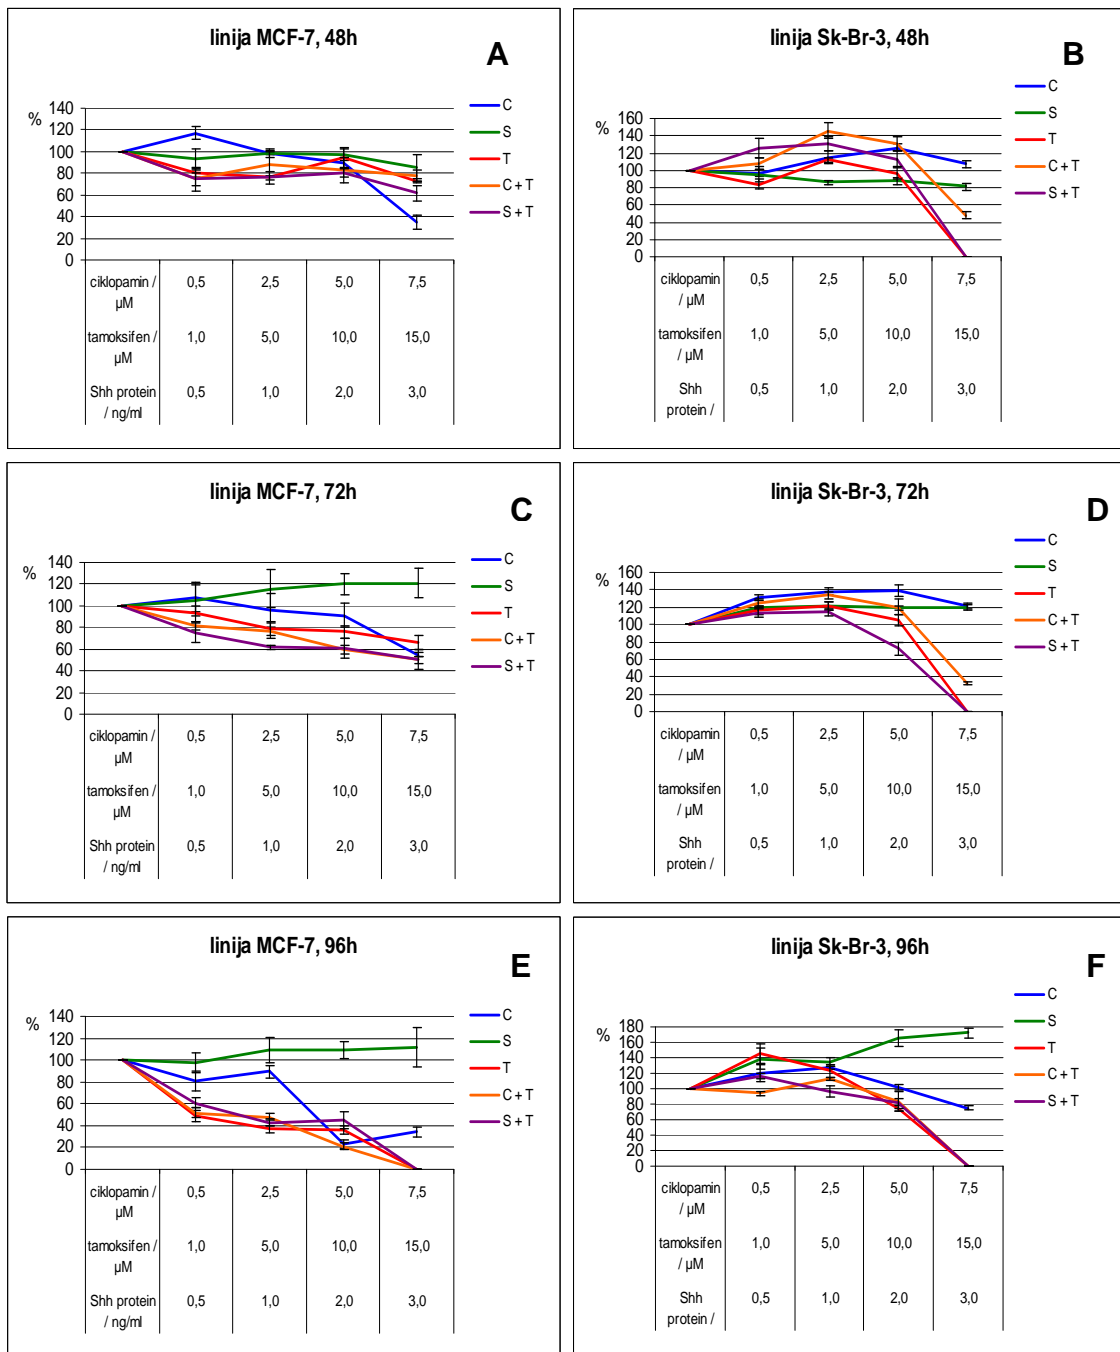 linija MCF-7, 48h
A
%
140
120
100
80
60
40
20
0
C
S
T
C + T
S + T
ciklopamin / µM 0,5 2,5 5,0 7,5
tamoksifen / µM 1,0 5,0 10,0 15,0
Shh protein / ng/ml 0,5 1,0 2,0 3,0
linija Sk-Br-3, 48h
B
%
160
140
120
100
80
60
40
20
0
C
S
T
C + T
S + T
ciklopamin / µM 0,5 2,5 5,0 7,5
tamoksifen / µM 1,0 5,0 10,0 15,0
Shh protein / 0,5 1,0 2,0 3,0
linija MCF-7, 72h
C
%
140
120
100
80
60
40
20
0
C
S
T
C + T
S + T
ciklopamin / µM 0,5 2,5 5,0 7,5
tamoksifen / µM 1,0 5,0 10,0 15,0
Shh protein / ng/ml 0,5 1,0 2,0 3,0
linija Sk-Br-3, 72h
D
%
160
140
120
100
80
60
40
20
0
C
S
T
C + T
S + T
ciklopamin / µM 0,5 2,5 5,0 7,5
tamoksifen / µM 1,0 5,0 10,0 15,0
Shh protein / 0,5 1,0 2,0 3,0
linija MCF-7, 96h
E
%
140
120
100
80
60
40
20
0
C
S
T
C + T
S + T
ciklopamin / µM 0,5 2,5 5,0 7,5
tamoksifen / µM 1,0 5,0 10,0 15,0
Shh protein / ng/ml 0,5 1,0 2,0 3,0
linija Sk-Br-3, 96h
F
%
180
160
140
120
100
80
60
40
20
0
C
S
T
C + T
S + T
ciklopamin / µM 0,5 2,5 5,0 7,5
tamoksifen / µM 1,0 5,0 10,0 15,0
Shh protein / 0,5 1,0 2,0 3,0